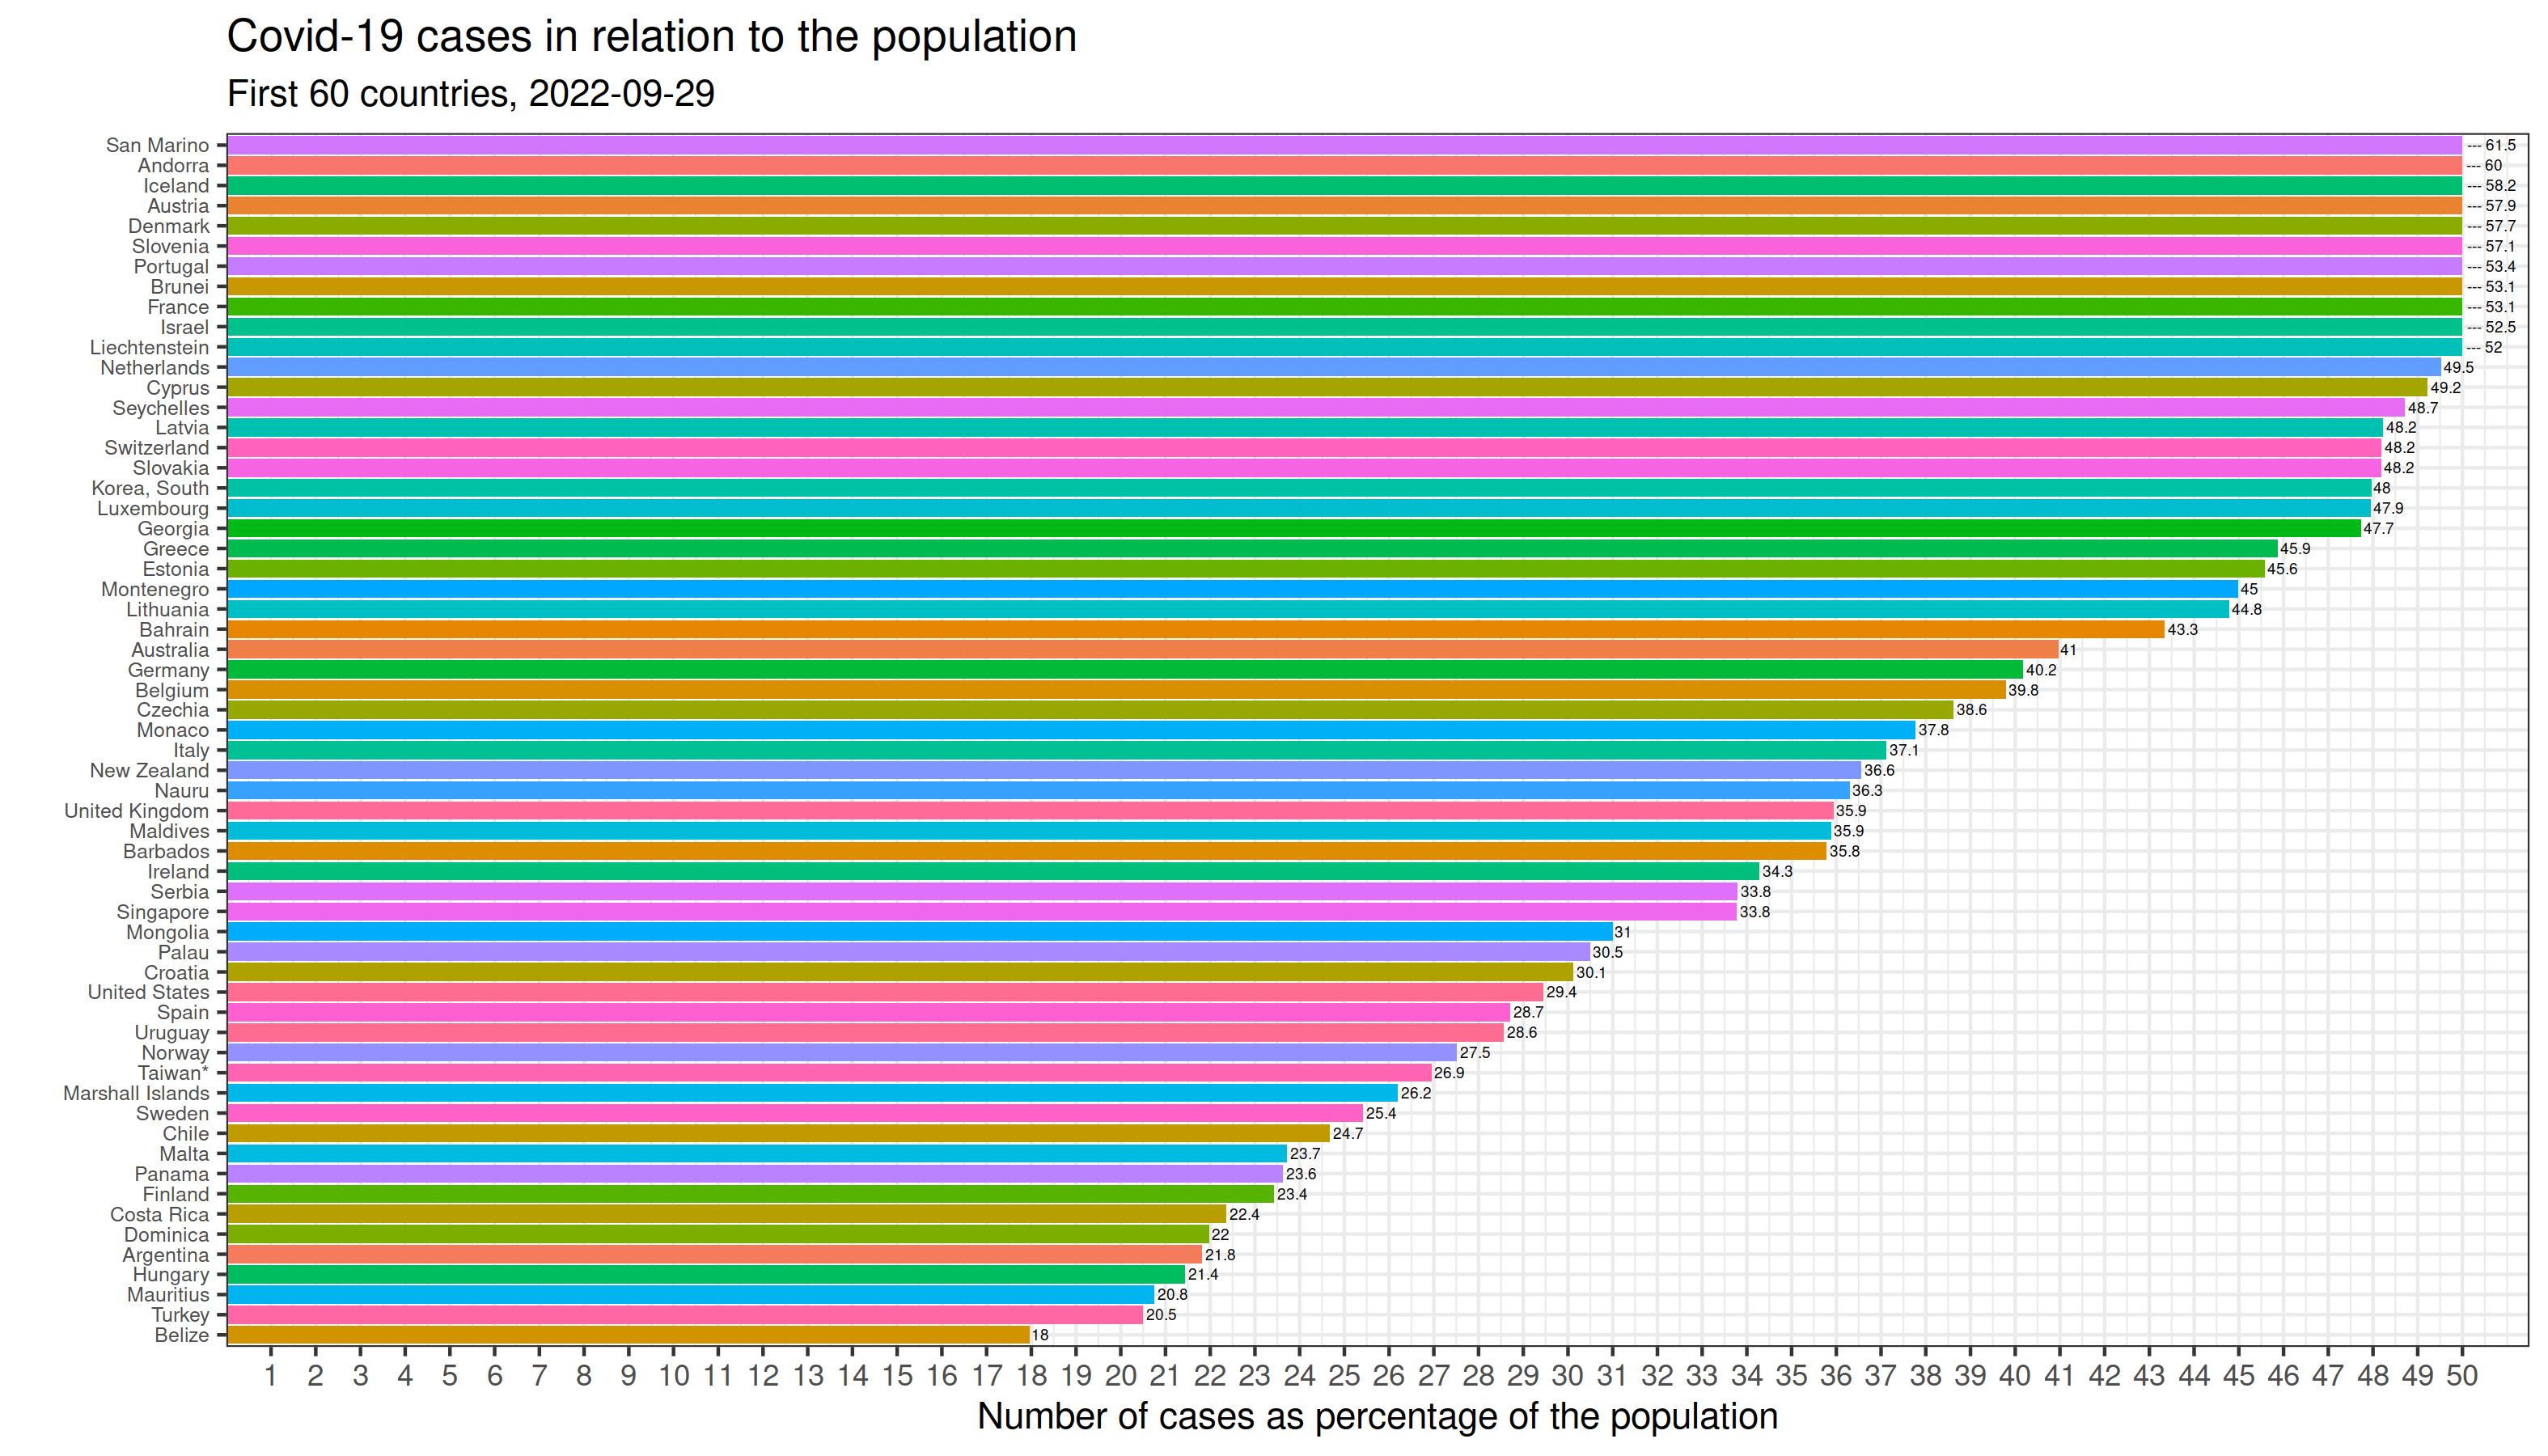 Covid-19 cases in relation to the population
First 60 countries, 2022-09-29
San Marino --- 61.5
Andorra --- 60
Iceland --- 58.2
Austria --- 57.9
Denmark --- 57.7
Slovenia --- 57.1
Portugal --- 53.4
Brunei --- 53.1
France --- 53.1
Israel --- 52.5
Liechtenstein --- 52
Netherlands 49.5
Cyprus 49.2
Seychelles 48.7
Latvia 48.2
Switzerland 48.2
Slovakia 48.2
Korea, South 48
Luxembourg 47.9
Georgia 47.7
Greece 45.9
Estonia 45.6
Montenegro 45
Lithuania 44.8
Bahrain 43.3
Australia 41
Germany 40.2
Belgium 39.8
Czechia 38.6
Monaco 37.8
Italy 37.1
New Zealand 36.6
Nauru 36.3
United Kingdom 35.9
Maldives 35.9
Barbados 35.8
Ireland 34.3
Serbia 33.8
Singapore 33.8
Mongolia 31
Palau 30.5
Croatia 30.1
United States 29.4
Spain 28.7
Uruguay 28.6
Norway 27.5
Taiwan* 26.9
Marshall Islands 26.2
Sweden 25.4
Chile 24.7
Malta 23.7
Panama 23.6
Finland 23.4
Costa Rica 22.4
Dominica 22
Argentina 21.8
Hungary 21.4
Mauritius 20.8
Turkey 20.5
Belize 18
1 2 3 4 5 6 7 8 9 10 11 12 13 14 15 16 17 18 19 20 21 22 23 24 25 26 27 28 29 30 31 32 33 34 35 36 37 38 39 40 41 42 43 44 45 46 47 48 49 50
Number of cases as percentage of the population